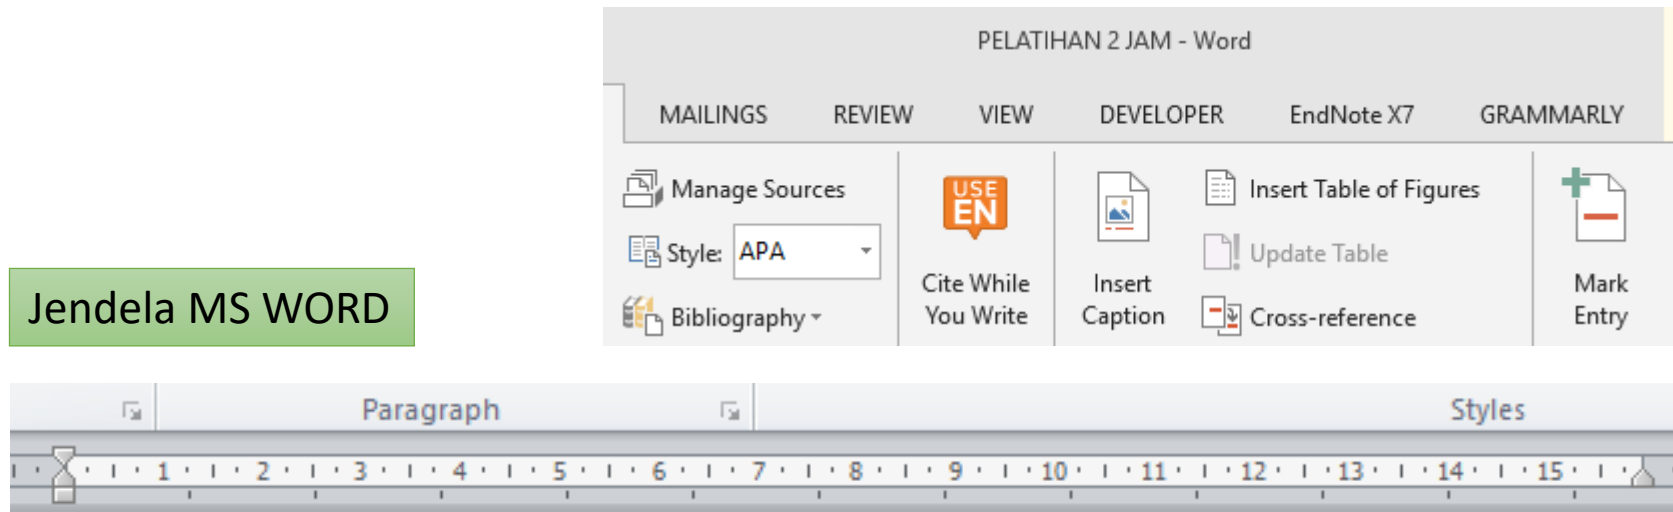 PELATIHAN 2 JAM - Word
MAILINGS REVIEW VIEW DEVELOPER EndNote X7 GRAMMARLY
Manage Sources
Style: APA
Bibliography
USE
EN
Cite While
You Write
Insert
Caption
Insert Table of Figures
Update Table
Cross-reference
Mark
Entry
Jendela MS WORD
Paragraph Styles
1 2 3 4 5 6 7 8 9 10 11 12 13 14 15